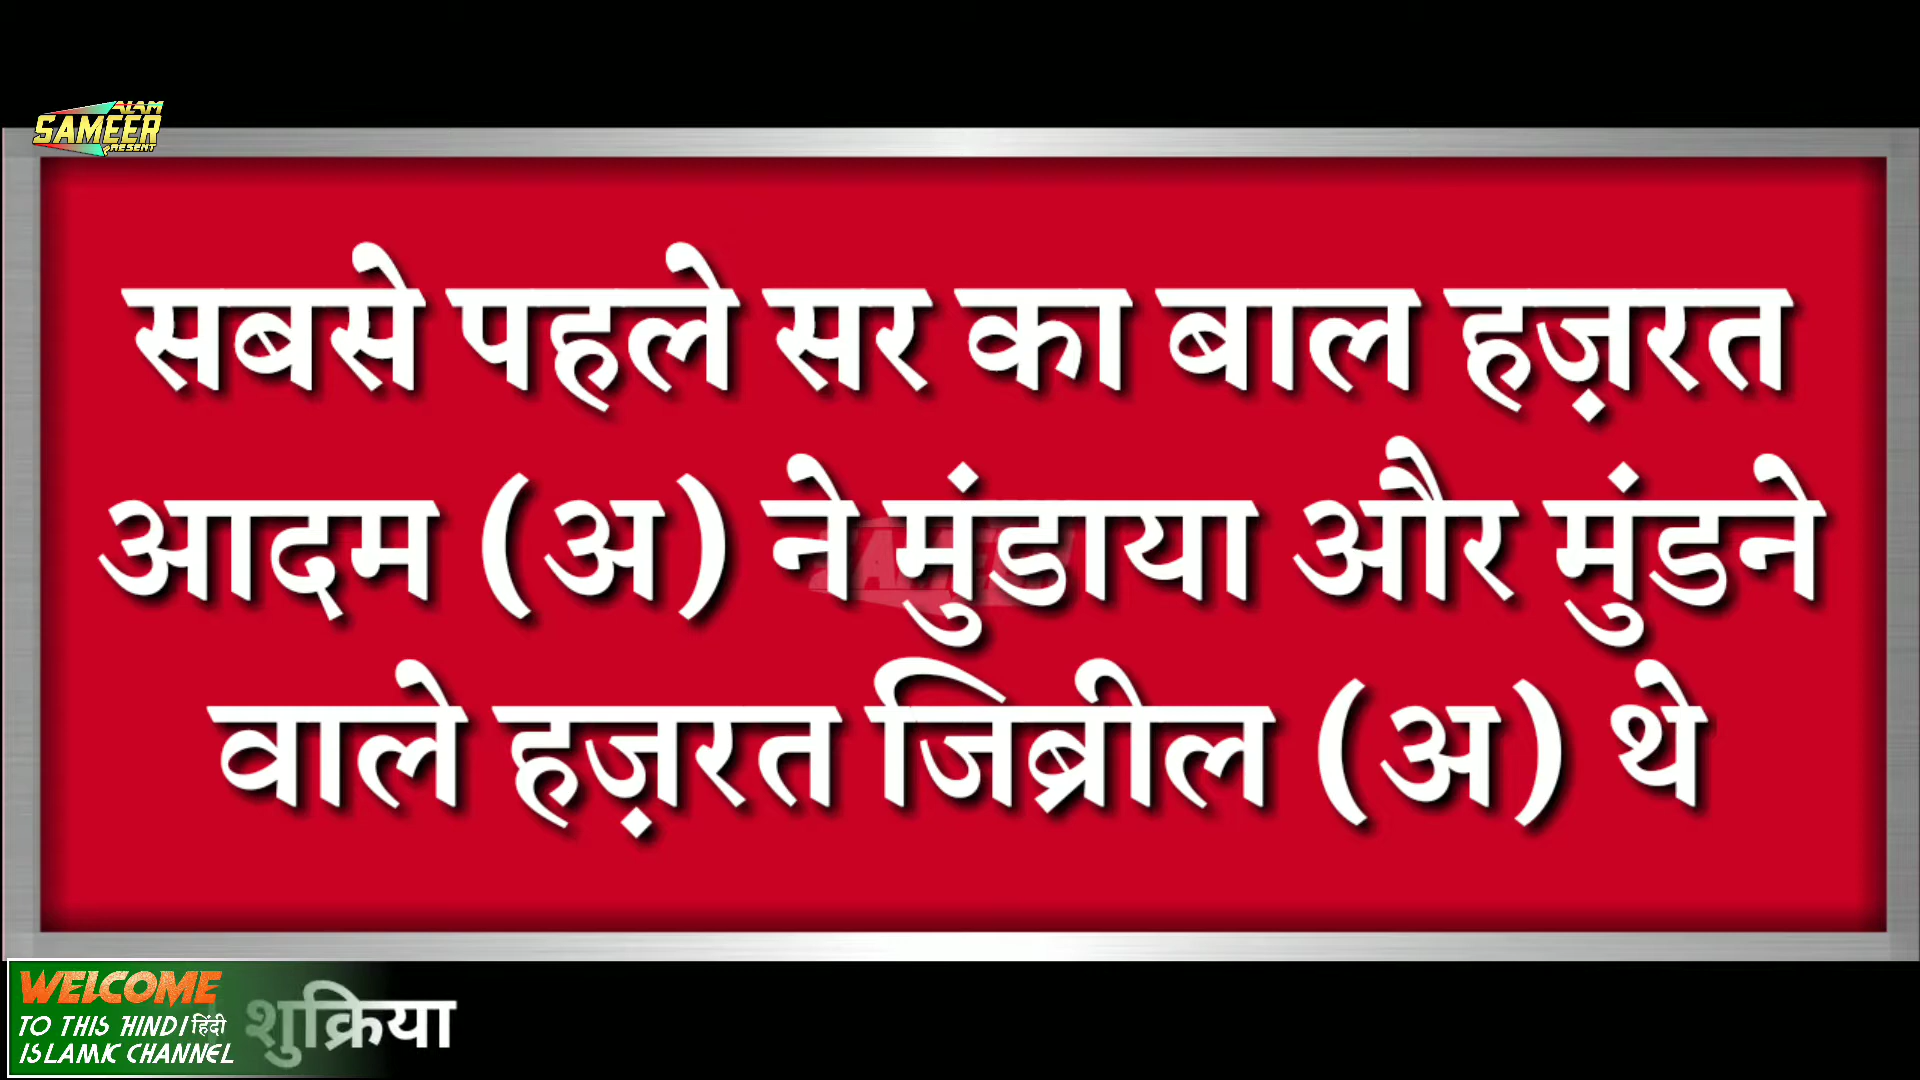 ALAM
SAMEER
PRESENT
सबसे पहले सर का बाल हज़रत
आदम (अ) ने मुंडाया और मुंडने
वाले हज़रत जिब्रील (अ) थे
WELCOME
TO THIS HINDI हिंदी
ISLAMIC CHANNEL
शुक्रिया